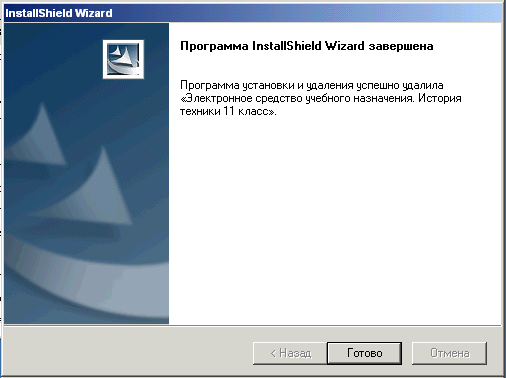 InstallShield Wizard
Программа InstallShield Wizard завершена
Программа установки и удаления успешно удалила
«Электронное средство учебного назначения. История
техники 11 класс».
< Назад
Готово
Отмена